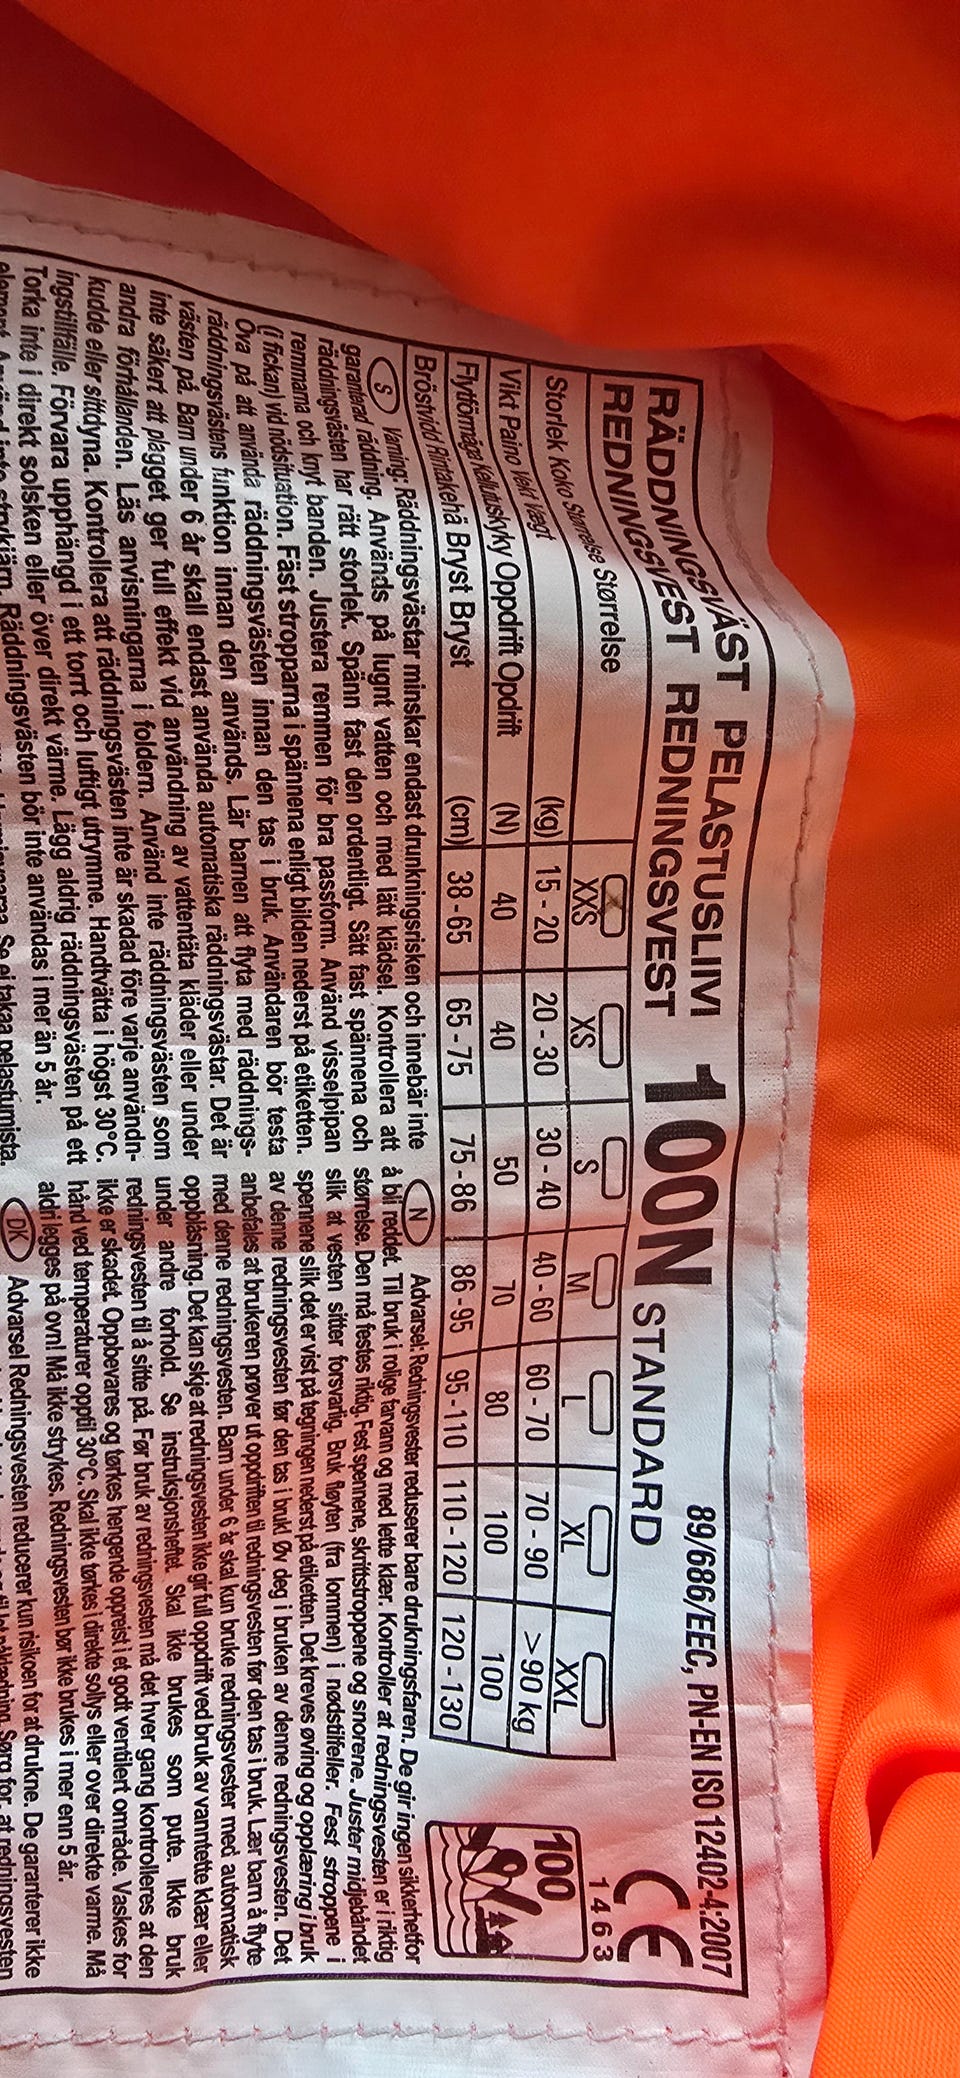 RÄDDNINGSVÄST PELASTUSLIIM
REDNINGSVEST REDNINGSVEST
100N STANDARD
89/686/EEC, PN-EN ISO 12402-4:2007
CE
1463
Storlek Koko Størrelse Størrelse XXS XS S M L XL XXL
Vikt Paino Vekt Vægt (kg) 15 - 20 20 - 30 30 - 40 40 - 60 60 - 70 70 - 90 >90 kg
Flytförmåga Kellutuskyky Oppdrift Opdrift (N) 40 40 50 70 80 100 100
Bröstvidd Rintakehä Bryst Bryst (cm) 38 - 65 65 - 75 75 - 86 86 - 95 95 - 110 110 - 120 120 - 130
100
S Varning: Räddningsvästar minskar endast drunkningsrisken och innebär inte
garanterad räddning. Används på lugnt vatten och med lätt klädsel. Kontrollera att
räddningsvästen har rätt storlek. Spänn fast den ordentligt. Sätt fast spännena och
remmarna och knyt banden. Justera remmen för bra passform. Använd visselpipan
(i fickan) vid nödsituation. Fäst stropparna i spännena enligt bilden nederst på etiketten.
Öva på att använda räddningsvästen innan den tas i bruk. Användaren bör testa
räddningsvästens funktion innan den används. Lär barnen att flyta med räddnings-
västen på. Barn under 6 år skall endast använda automatiska räddningsvästar. Det är
inte säkert att plagget ger full effekt vid användning av vattentäta kläder eller under
andra förhållanden. Läs anvisningarna i foldern. Använd inte räddningsvästen som
kudde eller sittdyna. Kontrollera att räddningsvästen inte är skadad före varje användn-
ingstillfälle. Förvara upphängd i ett torrt och luftigt utrymme. Handtvätta i högst 30°C.
Torka inte i direkt solsken eller över direkt värme. Lägg aldrig räddningsvästen på ett
strykjärn. Räddningsvästen bör inte användas i mer än 5 år.
Se ei takaa pelastumista.
N Advarsel: Redningsvester reduserer bare drukningsfaren. De gir ingen sikkerhet for
å bli reddet. Til bruk i rolige farvann og med lette klær. Kontroller at redningsvesten er i riktig
størrelse. Den må festes riktig. Fest spennene, skrittstroppene og snorene. Juster midjebåndet
slik at vesten sitter forsvarlig. Bruk fløyten (fra lommen) i nødstilfeller. Fest stroppene i
spennene slik det er vist på tegningen nederst på etiketten. Det kreves øving og opplæring i bruk
av denne redningsvesten før den tas i bruk! Øv deg i bruken av denne redningsvesten. Det
anbefales at brukeren prøver ut oppdriften til redningsvesten før den tas i bruk. Lær barn å flyte
med denne redningsvesten. Barn under 6 år skal kun bruke redningsvester med automatisk
oppblåsning. Det kan skje at redningsvesten ikke gir full oppdrift ved bruk av vanntette klær eller
under andre forhold. Se instruksjonsheftet. Skal ikke brukes som pute. Ikke bruk
redningsvesten til å sitte på. Før bruk av redningsvesten må det hver gang kontrolleres at den
ikke er skadet. Oppbevares og tørkes hengende oppreist i et godt ventilert område. Vaskes for
hånd ved temperaturer opptil 30°C. Skal ikke tørkes i direkte sollys eller over direkte varme. Må
aldri legges på ovn! Må ikke strykes. Redningsvesten bør ikke brukes i mer enn 5 år.
DK Advarsel Redningsvesten reducerer kun risikoen for at drukne. De garanterer ikke
Sørg for, at redningsvesten